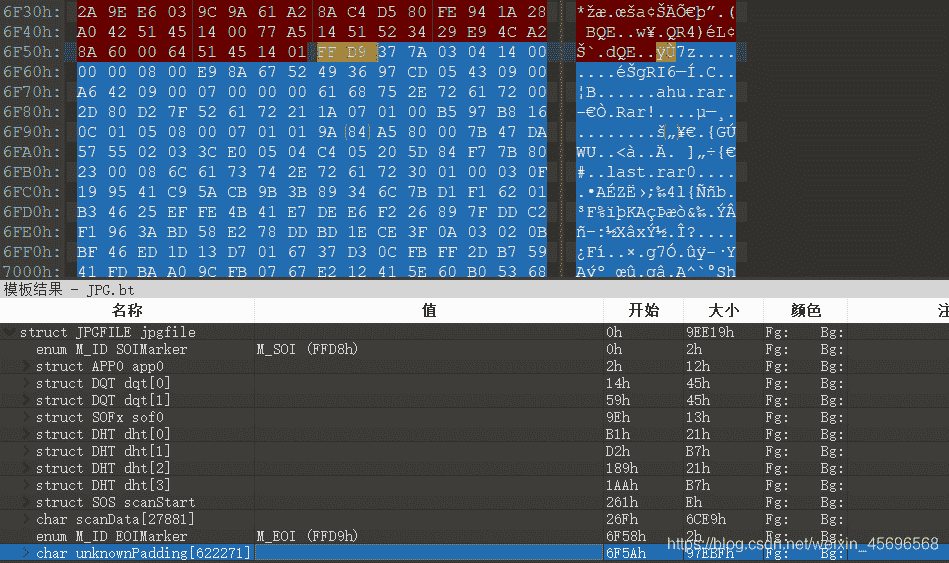 6F30h: 2A 9E E6 03 9C 9A 61 A2 8A C4 D5 80 FE 94 1A 28 *žæ.œša¢ŠÄÕ€þ”.(
6F40h: A0 42 51 45 14 00 77 A5 14 51 52 34 29 E9 4C A2 BQE..w¥.QR4)éL¢
6F50h: 8A 60 00 64 51 45 14 01 FF D9 37 7A 03 04 14 00 Š`.dQE..ÿÙ7z....
6F60h: 00 00 08 00 E9 8A 67 52 49 36 97 CD 05 43 09 00 ....éŠgRI6—Í.C..
6F70h: A6 42 09 00 07 00 00 00 61 68 75 2E 72 61 72 00 ¦B......ahu.rar.
6F80h: 2D 80 D2 7F 52 61 72 21 1A 07 01 00 B5 97 B8 16 -€Ò.Rar!....µ—¸.
6F90h: 0C 01 05 08 00 07 01 01 9A 84 A5 80 00 7B 47 DA ........š„¥€.{GÚ
6FA0h: 57 55 02 03 3C E0 05 04 C4 05 20 5D 84 F7 7B 80 WU..<à..Ä. ]„÷{€
6FB0h: 23 00 08 6C 61 73 74 2E 72 61 72 30 01 00 03 0F #..last.rar0....
6FC0h: 19 95 41 C9 5A CB 9B 3B 89 34 6C 7B D1 F1 62 01 .•AÉZË›;‰4l{Ññb.
6FD0h: B3 46 25 EF FE 4B 41 E7 DE E6 F2 26 89 7F DD C2 ³F%ïþKAçÞæò&‰.ÝÂ
6FE0h: F1 96 3A BD 58 E2 78 DD BD 1E CE 3F 0A 03 02 0B ñ–:½XâxÝ½.Î?....
6FF0h: BF 46 ED 1D 13 D7 01 67 37 D3 0C FB FF 2D B7 59 ¿Fí..×.g7Ó.ûÿ-·Y
7000h: 41 FD BA A0 9C FB 07 67 E2 12 41 5E 60 B0 53 68 Aýº œû.gâ.A^`°Sh
模板结果 - JPG.bt
名称 值 开始 大小 颜色
struct JPGFILE jpgfile 0h 9EE19h Fg: Bg:
enum M_ID SOIMarker M_SOI (FFD8h) 0h 2h Fg: Bg:
struct APP0 app0 2h 12h Fg: Bg:
struct DQT dqt[0] 14h 45h Fg: Bg:
struct DQT dqt[1] 59h 45h Fg: Bg:
struct SOFx sof0 9Eh 13h Fg: Bg:
struct DHT dht[0] B1h 21h Fg: Bg:
struct DHT dht[1] D2h B7h Fg: Bg:
struct DHT dht[2] 189h 21h Fg: Bg:
struct DHT dht[3] 1AAh B7h Fg: Bg:
struct SOS scanStart 261h Eh Fg: Bg:
char scanData[27881] 26Fh 6CE9h Fg: Bg:
enum M_ID EOIMarker M_EOI (FFD9h) 6F58h 2h Fg: Bg:
char unknownPadding[622271] 6F5Ah 97EBFh Fg: Bg:
https://blog.csdn.net/weixin_45696568